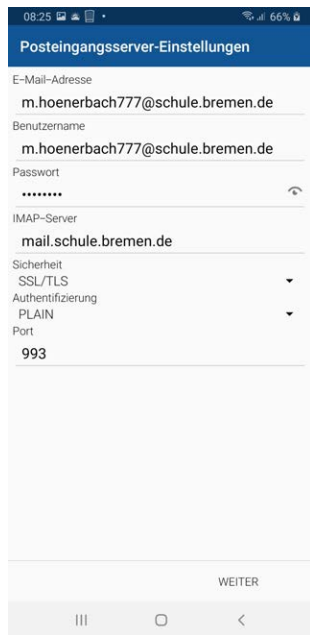 08:25
66%
Posteingangsserver-Einstellungen
E-Mail-Adresse
m.hoenerbach777@schule.bremen.de
Benutzername
m.hoenerbach777@schule.bremen.de
Passwort
••••••••
IMAP-Server
mail.schule.bremen.de
Sicherheit
SSL/TLS
Authentifizierung
PLAIN
Port
993
WEITER